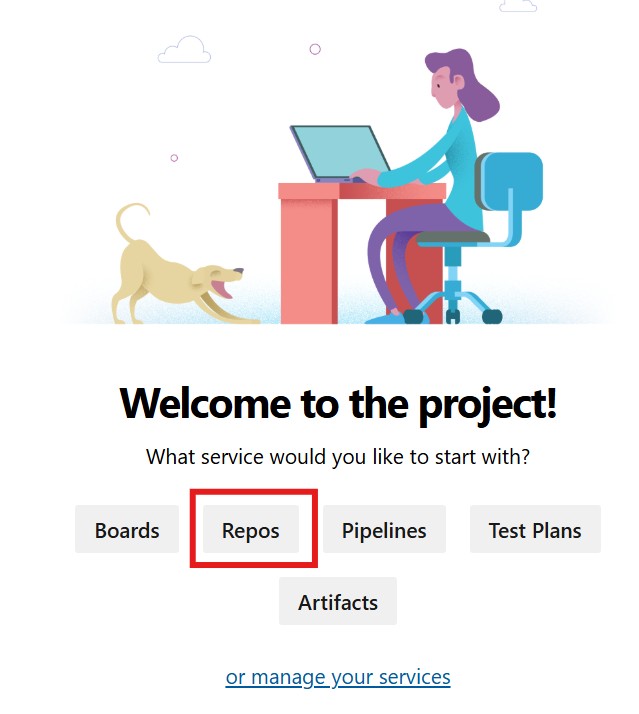 Welcome to the project!
What service would you like to start with?
Boards Repos Pipelines Test Plans
Artifacts
or manage your services